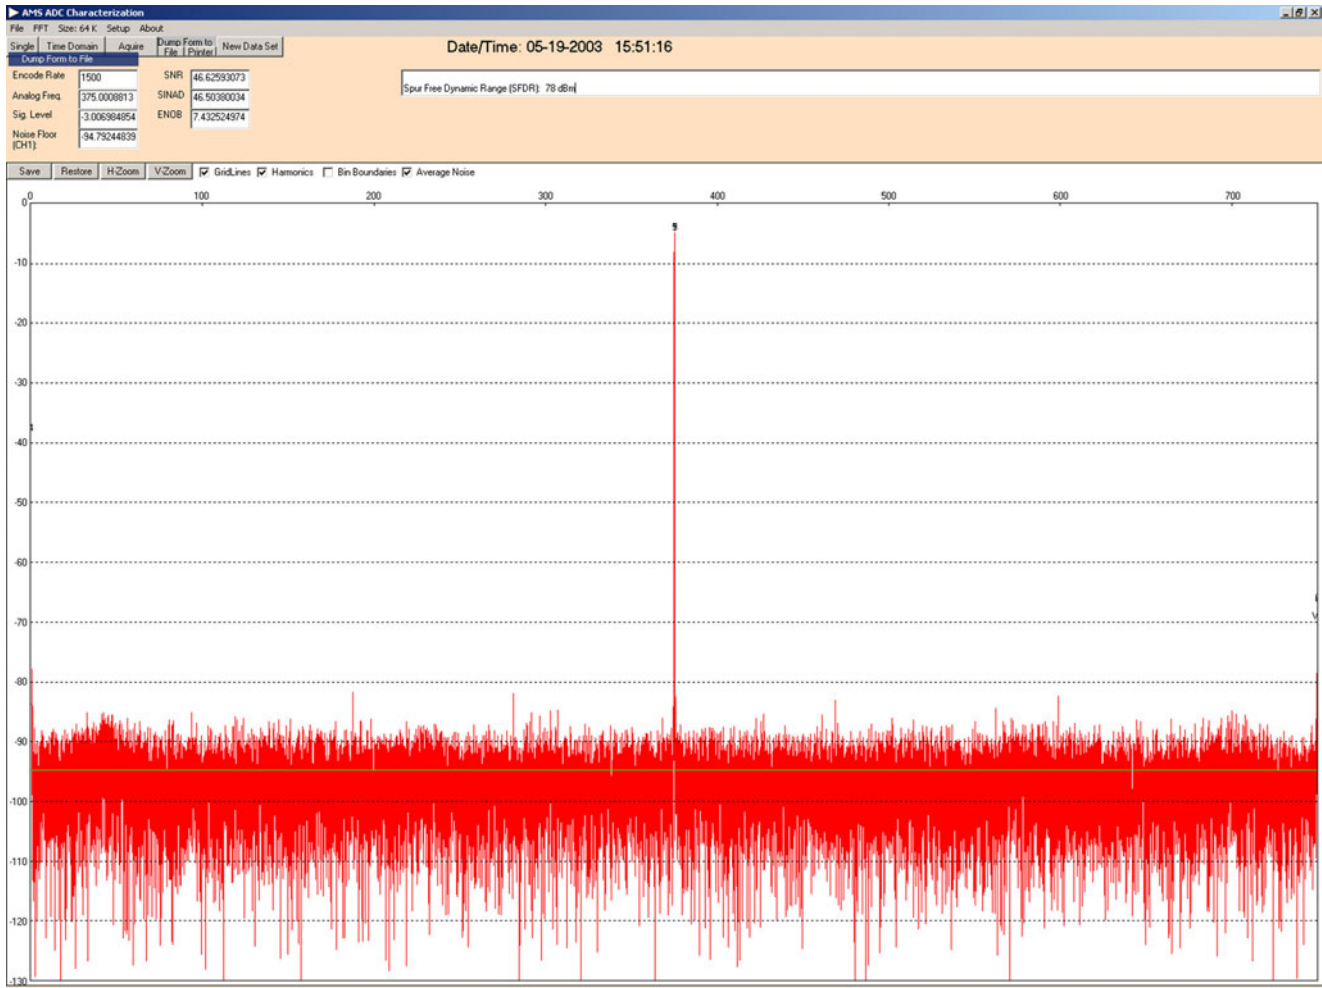 AMS ADC Characterization
File FFT Size: 64 K Setup About
Single Time Domain Aquire Dump Form to File Printer New Data Set
Date/Time: 05-19-2003 15:51:16
Dump Form to File
Encode Rate 1500 SNR 46.62593073
Spur Free Dynamic Range (SFDR): 78 dBm
Analog Freq. 375.0008813 SINAD 46.50380034
Sig. Level -3.006984854 ENOB 7.432524974
Noise Floor (CH1): -94.79244839
Save Restore H-Zoom V-Zoom GridLines Harmonics Bin Boundaries Average Noise
0 100 200 300 400 500 600 700
0
-10
-20
-30
-40
-50
-60
-70
-80
-90
-100
-110
-120
-130